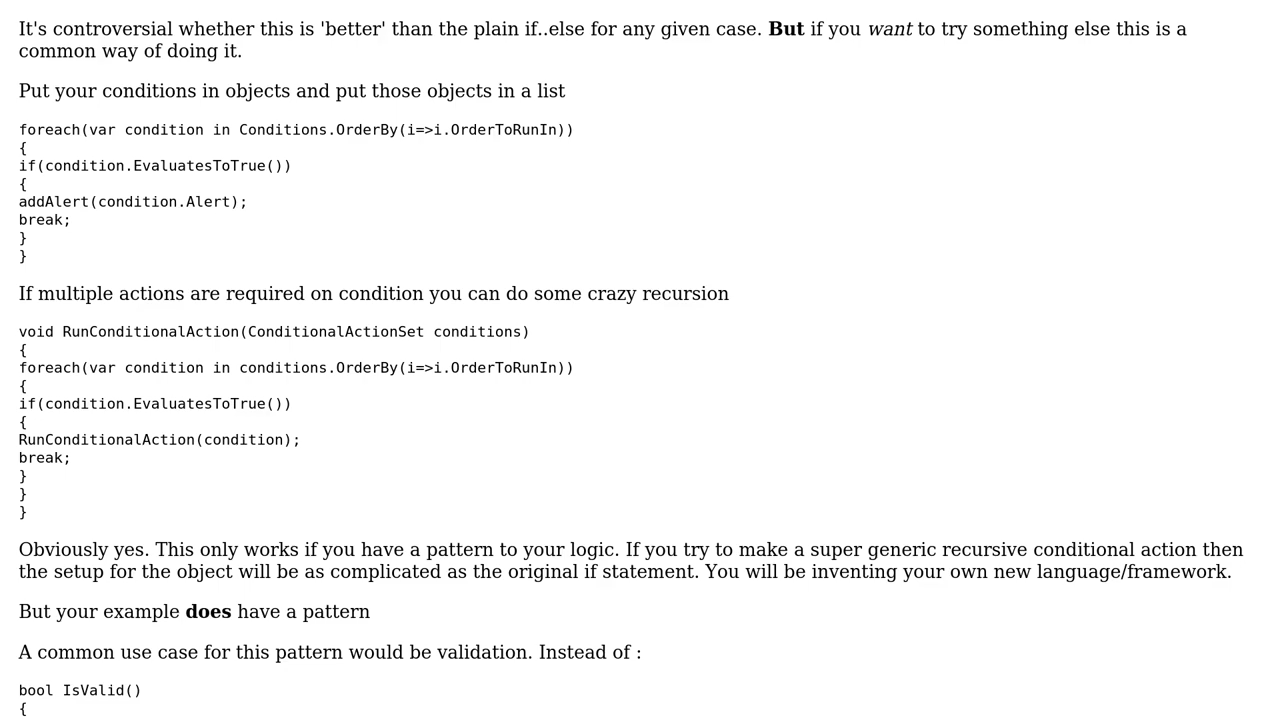 It's controversial whether this is 'better' than the plain if..else for any given case. But if you want to try something else this is a
common way of doing it.
Put your conditions in objects and put those objects in a list
foreach(var condition in Conditions.OrderBy(i=>i.OrderToRunIn))
{
if(condition.EvaluatesToTrue())
{
addAlert(condition.Alert);
break;
}
}
If multiple actions are required on condition you can do some crazy recursion
void RunConditionalAction(ConditionalActionSet conditions)
{
foreach(var condition in conditions.OrderBy(i=>i.OrderToRunIn))
{
if(condition.EvaluatesToTrue())
{
RunConditionalAction(condition);
break;
}
}
}
Obviously yes. This only works if you have a pattern to your logic. If you try to make a super generic recursive conditional action then
the setup for the object will be as complicated as the original if statement. You will be inventing your own new language/framework.
But your example does have a pattern
A common use case for this pattern would be validation. Instead of :
bool IsValid()
{